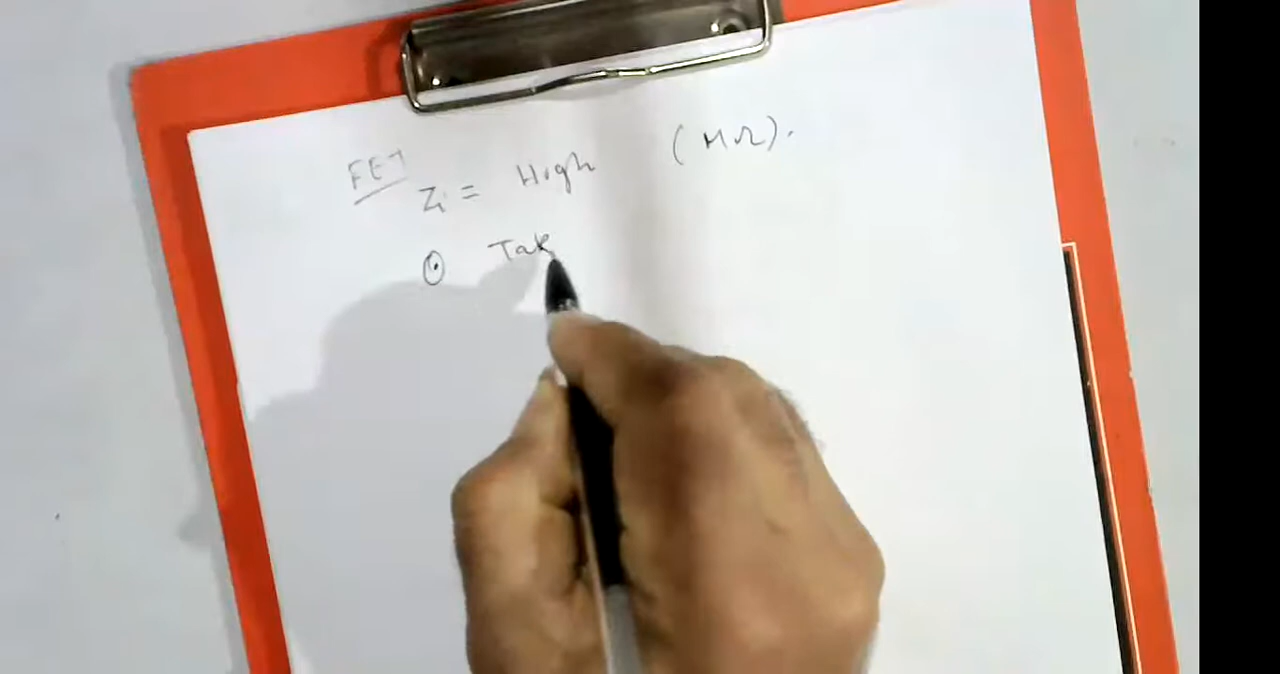 FET
Zi = High (MΩ).
① Tak